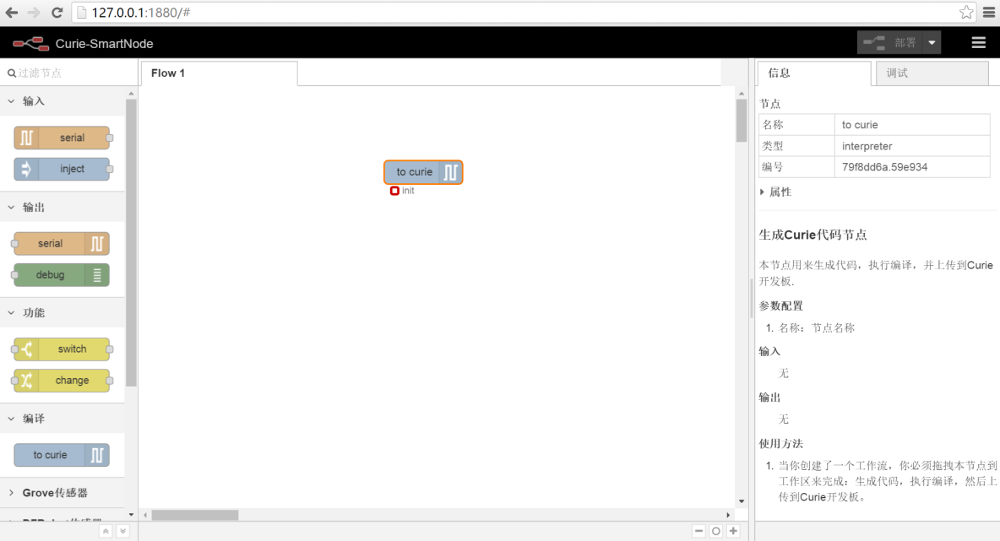 127.0.0.1:1880/#
Curie-SmartNode
部署
过滤节点
Flow 1
信息
调试
输入
serial
inject
输出
serial
debug
功能
switch
change
编译
to curie
Grove传感器
to curie
init
节点
名称 to curie
类型 interpreter
编号 79f8dd6a.59e934
属性
生成Curie代码节点
本节点用来生成代码，执行编译，并上传到Curie
开发板.
参数配置
1. 名称：节点名称
输入
无
输出
无
使用方法
1. 当你创建了一个工作流，你必须拖拽本节点到
工作区来完成：生成代码，执行编译，然后上
传到Curie开发板。